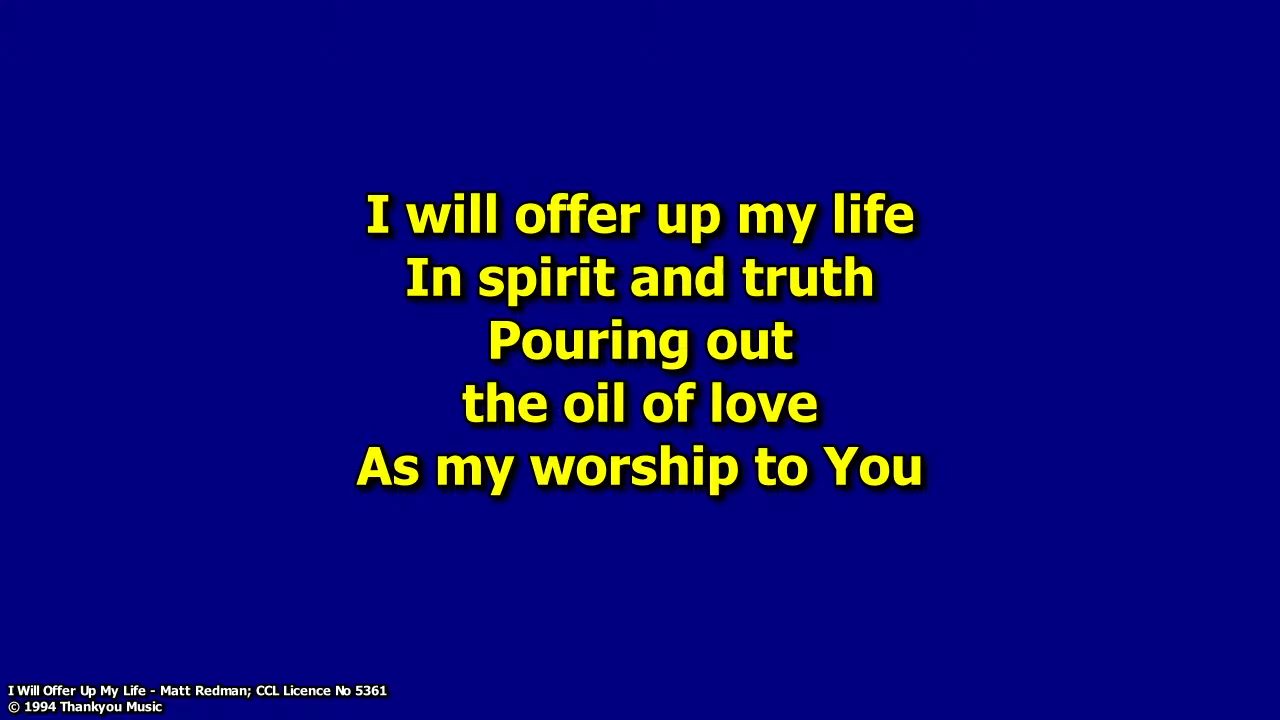 I will offer up my life
In spirit and truth
Pouring out
the oil of love
As my worship to You
I Will Offer Up My Life - Matt Redman; CCL Licence No 5361
© 1994 Thankyou Music